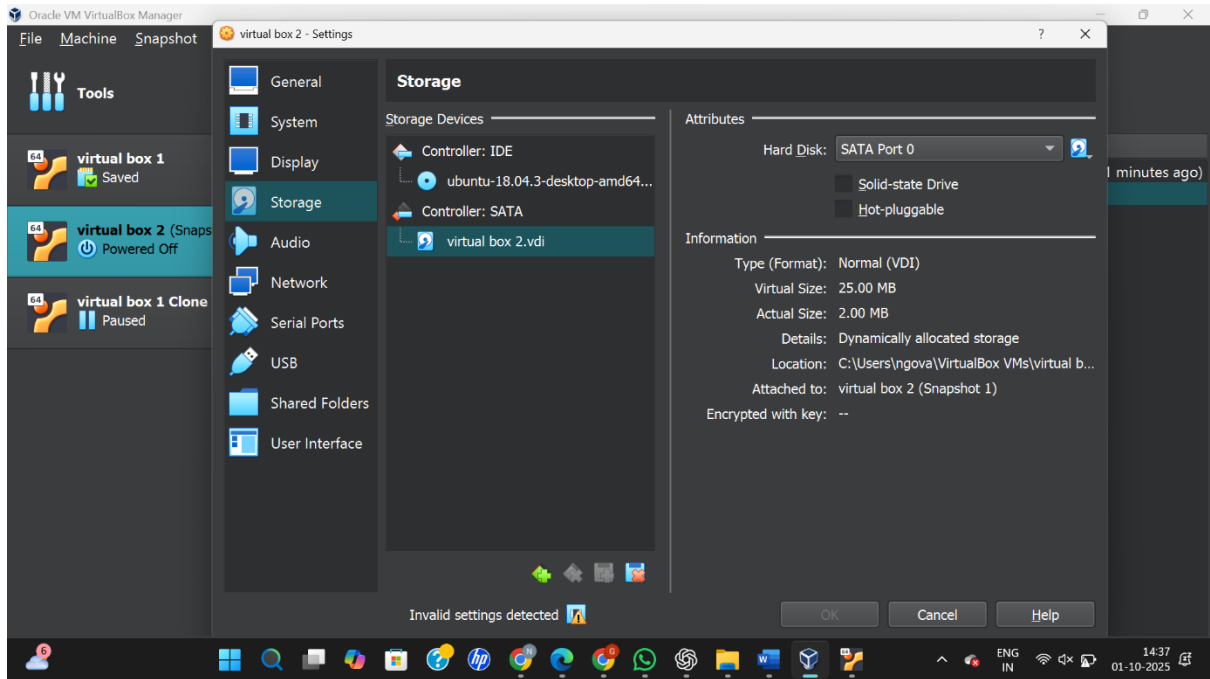 Oracle VM VirtualBox Manager
File Machine Snapshot
Tools
64 virtual box 1
Saved
64 virtual box 2 (Snaps
Powered Off
64 virtual box 1 Clone
Paused
virtual box 2 - Settings
?
General
System
Display
Storage
Audio
Network
Serial Ports
USB
Shared Folders
User Interface
Storage
Storage Devices
Controller: IDE
ubuntu-18.04.3-desktop-amd64...
Controller: SATA
virtual box 2.vdi
Attributes
Hard Disk: SATA Port 0
Solid-state Drive
Hot-pluggable
Information
Type (Format): Normal (VDI)
Virtual Size: 25.00 MB
Actual Size: 2.00 MB
Details: Dynamically allocated storage
Location: C:\Users\ngova\VirtualBox VMs\virtual b...
Attached to: virtual box 2 (Snapshot 1)
Encrypted with key: --
Invalid settings detected
OK Cancel Help
minutes ago)
6
ENG
IN
14:37
01-10-2025